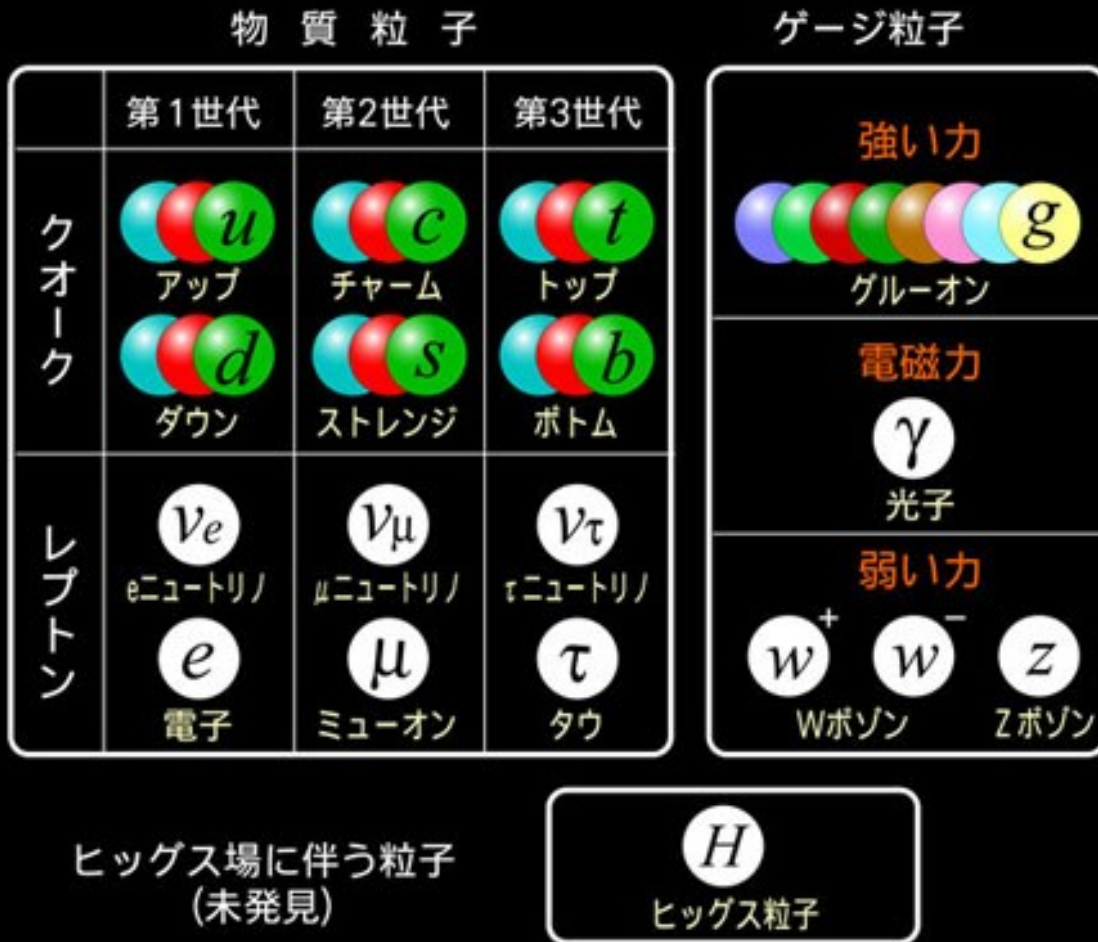 物質粒子
ゲージ粒子
第1世代 第2世代 第3世代
クオーク
u c t
アップ チャーム トップ
d s b
ダウン ストレンジ ボトム
レプトン
νe νμ ντ
eニュートリノ μニュートリノ τニュートリノ
e μ τ
電子 ミューオン タウ
強い力
g
グルーオン
電磁力
γ
光子
弱い力
W+ W− Z
Wボゾン Zボゾン
ヒッグス場に伴う粒子
(未発見)
H
ヒッグス粒子